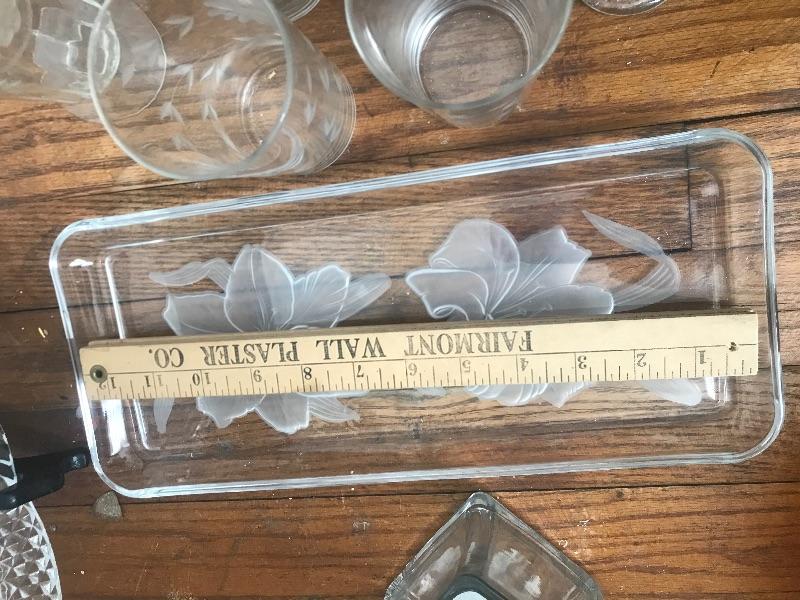 FAIRMONT WALL PLASTER CO.
1 2 3 4 5 6 7 8 9 10 11 12